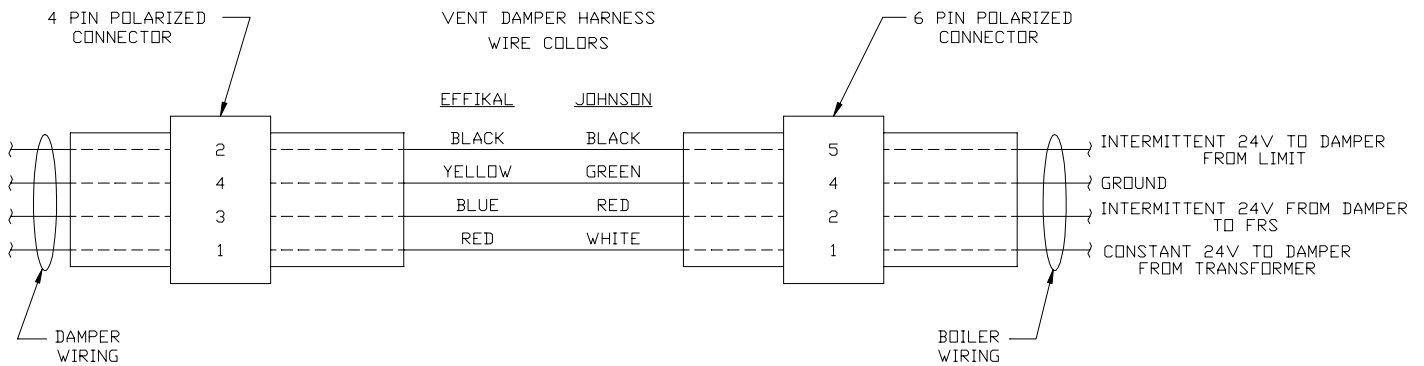 4 PIN POLARIZED
CONNECTOR
VENT DAMPER HARNESS
WIRE COLORS
6 PIN POLARIZED
CONNECTOR
EFFIKAL JOHNSON
2 BLACK BLACK 5 INTERMITTENT 24V TO DAMPER
FROM LIMIT
4 YELLOW GREEN 4 GROUND
3 BLUE RED 2 INTERMITTENT 24V FROM DAMPER
TO FRS
1 RED WHITE 1 CONSTANT 24V TO DAMPER
FROM TRANSFORMER
DAMPER
WIRING
BOILER
WIRING